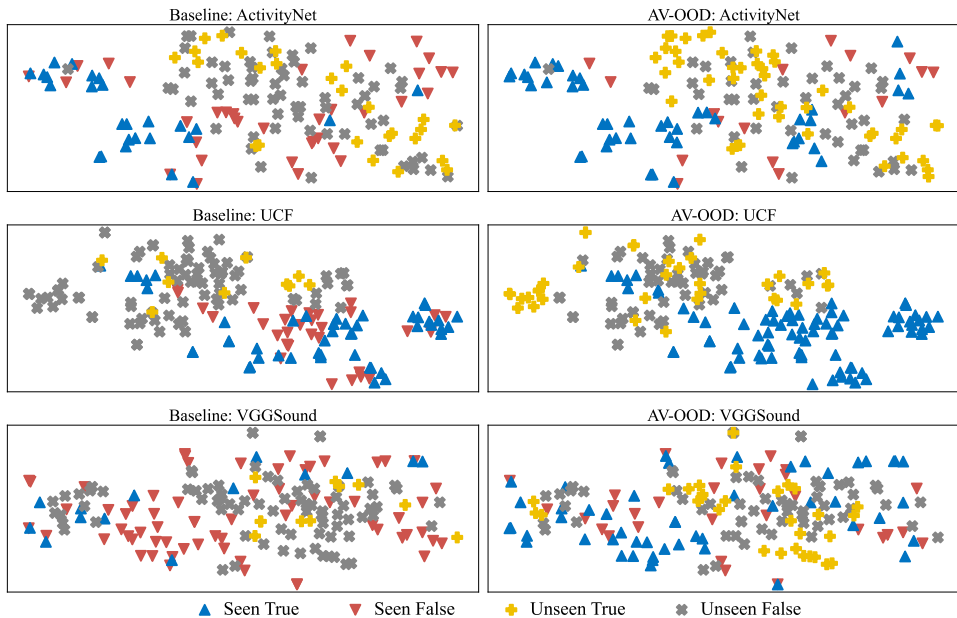 Baseline: ActivityNet
AV-OOD: ActivityNet
Baseline: UCF
AV-OOD: UCF
Baseline: VGGSound
AV-OOD: VGGSound
Seen True Seen False Unseen True Unseen False